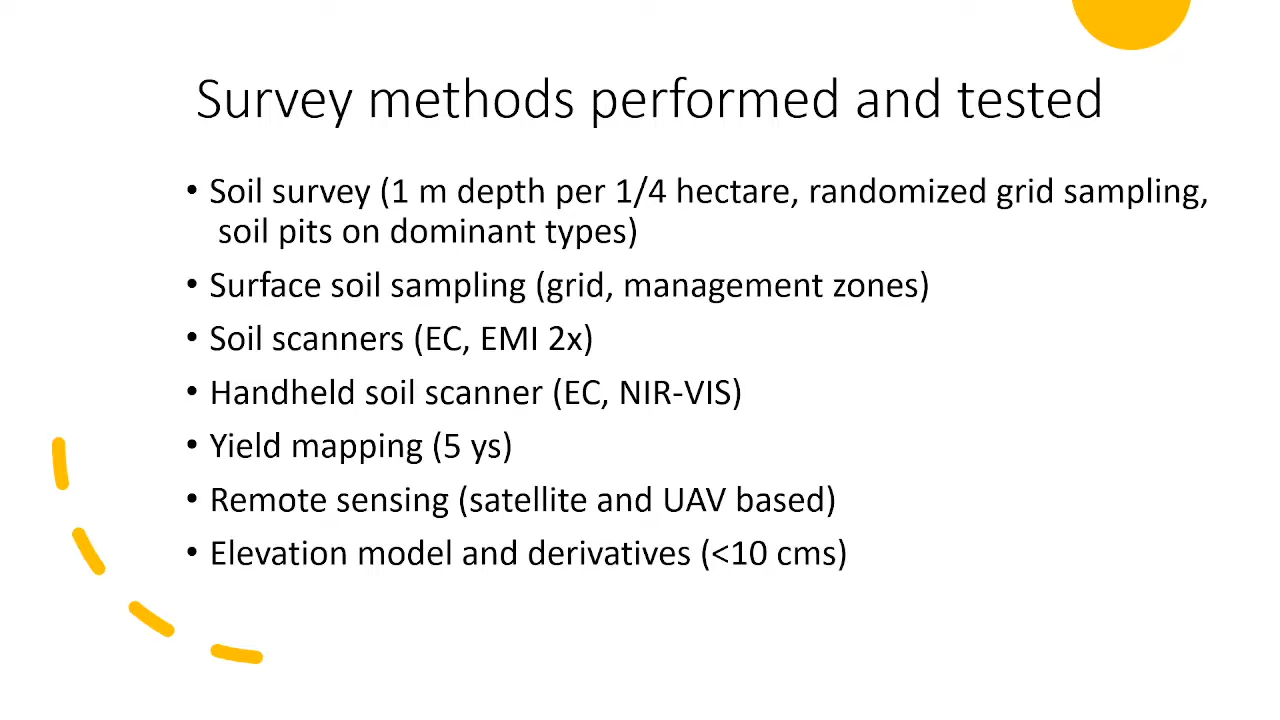 Survey methods performed and tested
• Soil survey (1 m depth per 1/4 hectare, randomized grid sampling,
soil pits on dominant types)
• Surface soil sampling (grid, management zones)
• Soil scanners (EC, EMI 2x)
• Handheld soil scanner (EC, NIR-VIS)
• Yield mapping (5 ys)
• Remote sensing (satellite and UAV based)
• Elevation model and derivatives (<10 cms)